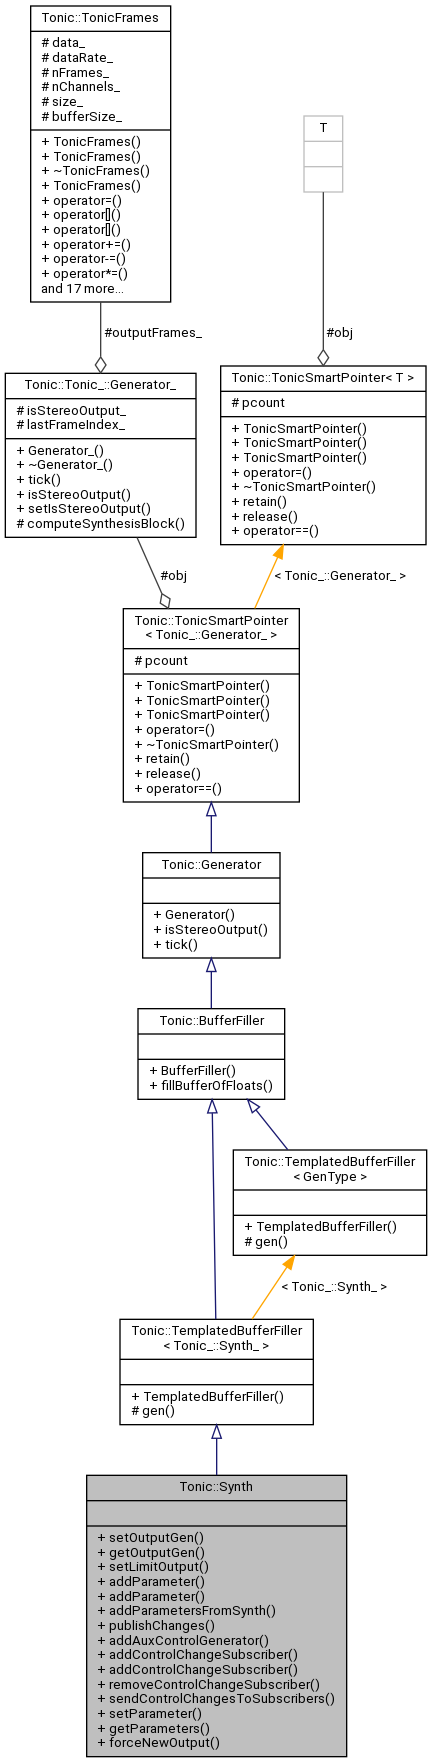 Tonic::TonicFrames
# data_
# dataRate_
# nFrames_
# nChannels_
# size_
# bufferSize_
+ TonicFrames()
+ TonicFrames()
+ ~TonicFrames()
+ TonicFrames()
+ operator=()
+ operator[]()
+ operator[]()
+ operator+=()
+ operator-=()
+ operator*=()
and 17 more...
T
#outputFrames_
#obj
Tonic::Tonic_::Generator_
# isStereoOutput_
# lastFrameIndex_
+ Generator_()
+ ~Generator_()
+ tick()
+ isStereoOutput()
+ setIsStereoOutput()
# computeSynthesisBlock()
Tonic::TonicSmartPointer< T >
# pcount
+ TonicSmartPointer()
+ TonicSmartPointer()
+ TonicSmartPointer()
+ operator=()
+ ~TonicSmartPointer()
+ retain()
+ release()
+ operator==()
#obj
< Tonic_::Generator_ >
Tonic::TonicSmartPointer
< Tonic_::Generator_ >
# pcount
+ TonicSmartPointer()
+ TonicSmartPointer()
+ TonicSmartPointer()
+ operator=()
+ ~TonicSmartPointer()
+ retain()
+ release()
+ operator==()
Tonic::Generator
+ Generator()
+ isStereoOutput()
+ tick()
Tonic::BufferFiller
+ BufferFiller()
+ fillBufferOfFloats()
Tonic::TemplatedBufferFiller
< GenType >
+ TemplatedBufferFiller()
# gen()
< Tonic_::Synth_ >
Tonic::TemplatedBufferFiller
< Tonic_::Synth_ >
+ TemplatedBufferFiller()
# gen()
Tonic::Synth
+ setOutputGen()
+ getOutputGen()
+ setLimitOutput()
+ addParameter()
+ addParameter()
+ addParametersFromSynth()
+ publishChanges()
+ addAuxControlGenerator()
+ addControlChangeSubscriber()
+ addControlChangeSubscriber()
+ removeControlChangeSubscriber()
+ sendControlChangesToSubscribers()
+ setParameter()
+ getParameters()
+ forceNewOutput()